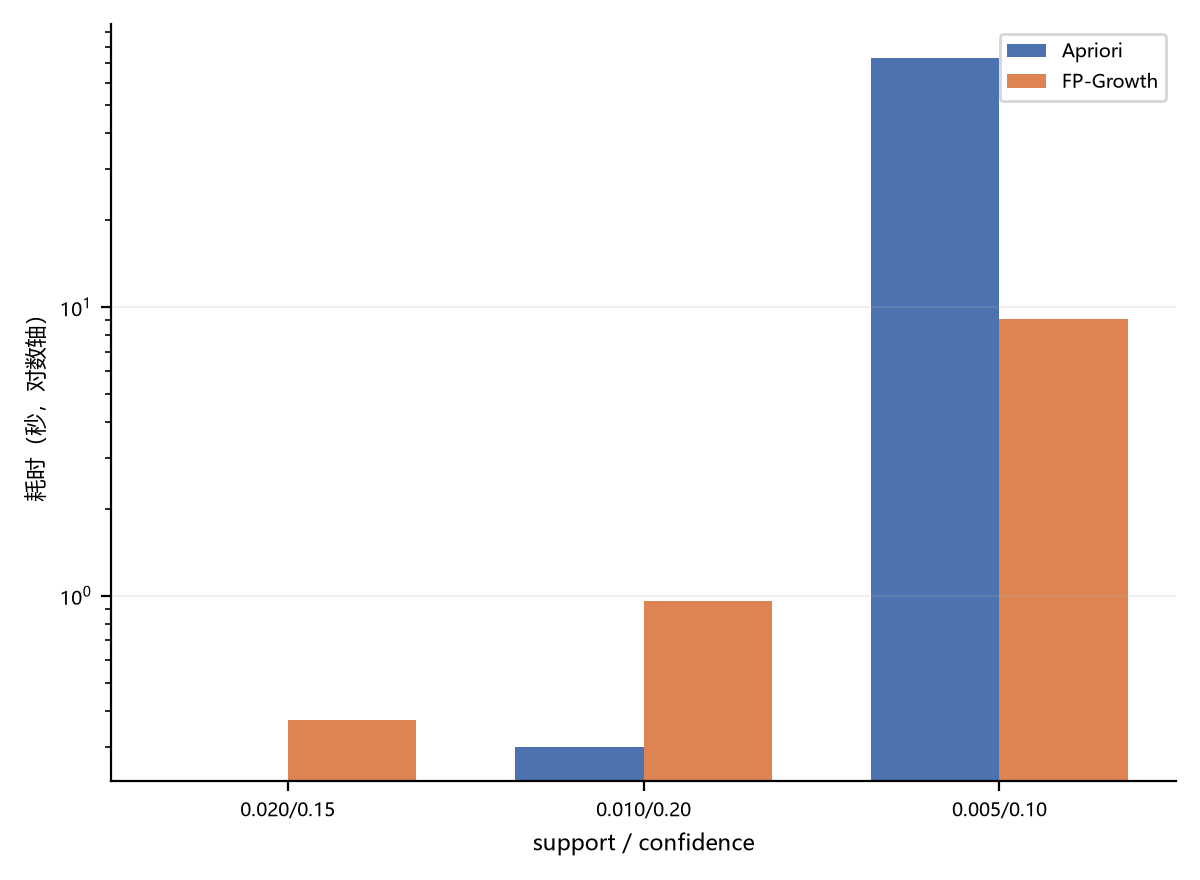 Apriori
FP-Growth
耗时（秒，对数轴）
10¹
10⁰
0.020/0.15
0.010/0.20
0.005/0.10
support / confidence